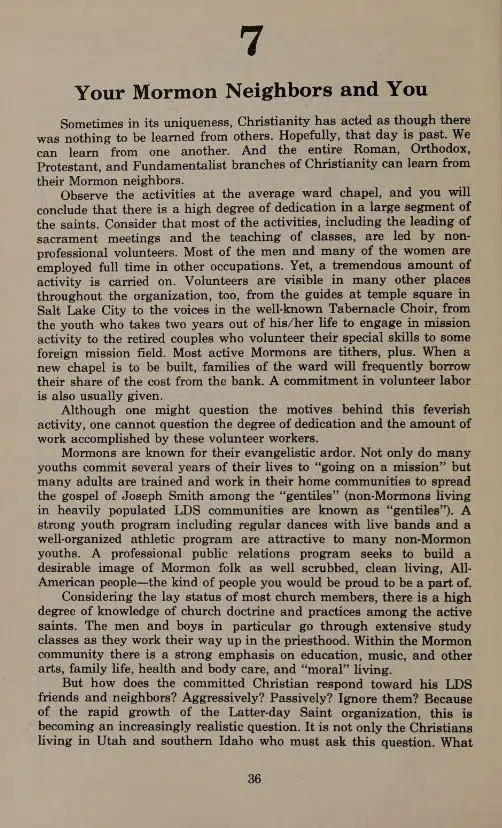 7
Your Mormon Neighbors and You
Sometimes in its uniqueness, Christianity has acted as though there
was nothing to be learned from others. Hopefully, that day is past. We
can learn from one another. And the entire Roman, Orthodox,
Protestant, and Fundamentalist branches of Christianity can learn from
their Mormon neighbors.
Observe the activities at the average ward chapel, and you will
conclude that there is a high degree of dedication in a large segment of
the saints. Consider that most of the activities, including the leading of
sacrament meetings and the teaching of classes, are led by non-
professional volunteers. Most of the men and many of the women are
employed full time in other occupations. Yet, a tremendous amount of
activity is carried on. Volunteers are visible in many other places
throughout the organization, too, from the guides at temple square in
Salt Lake City to the voices in the well-known Tabernacle Choir, from
the youth who takes two years out of his/her life to engage in mission
activity to the retired couples who volunteer their special skills to some
foreign mission field. Most active Mormons are tithers, plus. When a
new chapel is to be built, families of the ward will frequently borrow
their share of the cost from the bank. A commitment in volunteer labor
is also usually given.
Although one might question the motives behind this feverish
activity, one cannot question the degree of dedication and the amount of
work accomplished by these volunteer workers.
Mormons are known for their evangelistic ardor. Not only do many
youths commit several years of their lives to "going on a mission" but
many adults are trained and work in their home communities to spread
the gospel of Joseph Smith among the "gentiles" (non-Mormons living
in heavily populated LDS communities are known as "gentiles"). A
strong youth program including regular dances with live bands and a
well-organized athletic program are attractive to many non-Mormon
youths. A professional public relations program seeks to build a
desirable image of Mormon folk as well scrubbed, clean living, All-
American people—the kind of people you would be proud to be a part of.
Considering the lay status of most church members, there is a high
degree of knowledge of church doctrine and practices among the active
saints. The men and boys in particular go through extensive study
classes as they work their way up in the priesthood. Within the Mormon
community there is a strong emphasis on education, music, and other
arts, family life, health and body care, and "moral" living.
But how does the committed Christian respond toward his LDS
friends and neighbors? Aggressively? Passively? Ignore them? Because
of the rapid growth of the Latter-day Saint organization, this is
becoming an increasingly realistic question. It is not only the Christians
living in Utah and southern Idaho who must ask this question. What
36